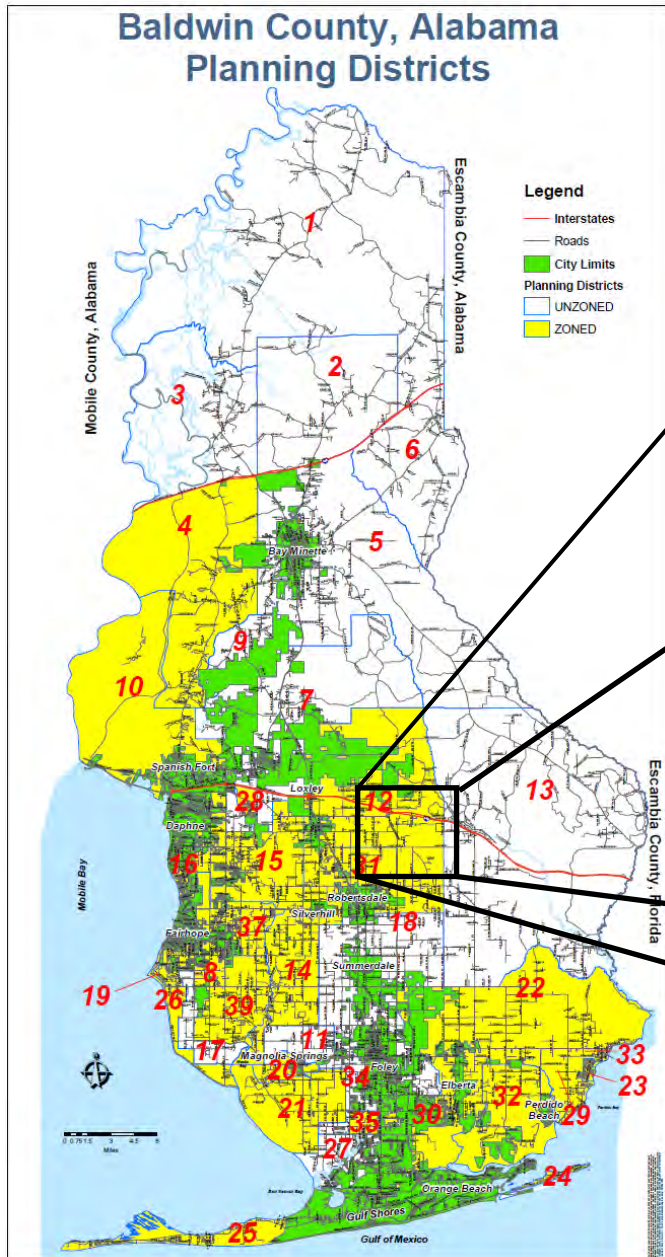 Baldwin County, Alabama
Planning Districts
Escambia County, Alabama
Legend
Interstates
Roads
City Limits
Planning Districts
UNZONED
ZONED
Mobile County, Alabama
1
2
3
6
4
5
Bay Minette
9
10
7
Spanish Fort
Loxley
28
12
13
Escambia County, Florida
Daphne
16
15
31
Robertsdale
Mobile Bay
Silverhill
37
18
Fairhope
8
14
Summerdale
19
26
39
22
17
11
Magnolia Springs
33
20
34
Foley
Elberta
23
21
32
Perdido
Beach
29
35
30
27
24
Orange Beach
Gulf Shores
25
Gulf of Mexico
Miles